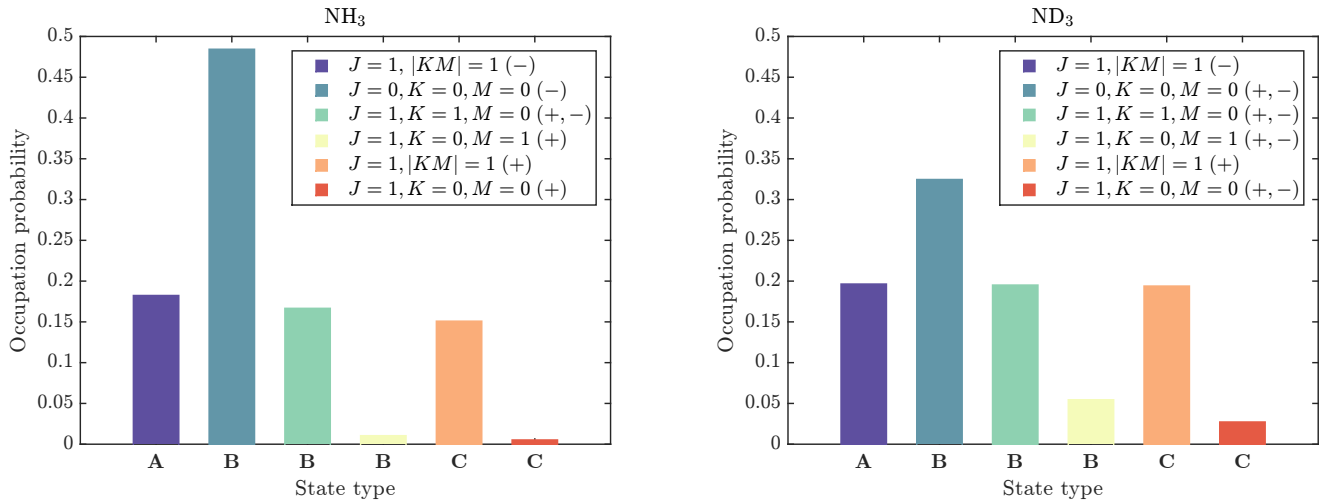 NH₃
Occupation probability
0.5
0.45
0.4
0.35
0.3
0.25
0.2
0.15
0.1
0.05
0
J = 1, |KM| = 1 (−)
J = 0, K = 0, M = 0 (−)
J = 1, K = 1, M = 0 (+, −)
J = 1, K = 0, M = 1 (+)
J = 1, |KM| = 1 (+)
J = 1, K = 0, M = 0 (+)
A B B B C C
State type
ND₃
Occupation probability
0.5
0.45
0.4
0.35
0.3
0.25
0.2
0.15
0.1
0.05
0
J = 1, |KM| = 1 (−)
J = 0, K = 0, M = 0 (+, −)
J = 1, K = 1, M = 0 (+, −)
J = 1, K = 0, M = 1 (+, −)
J = 1, |KM| = 1 (+)
J = 1, K = 0, M = 0 (+, −)
A B B B C C
State type